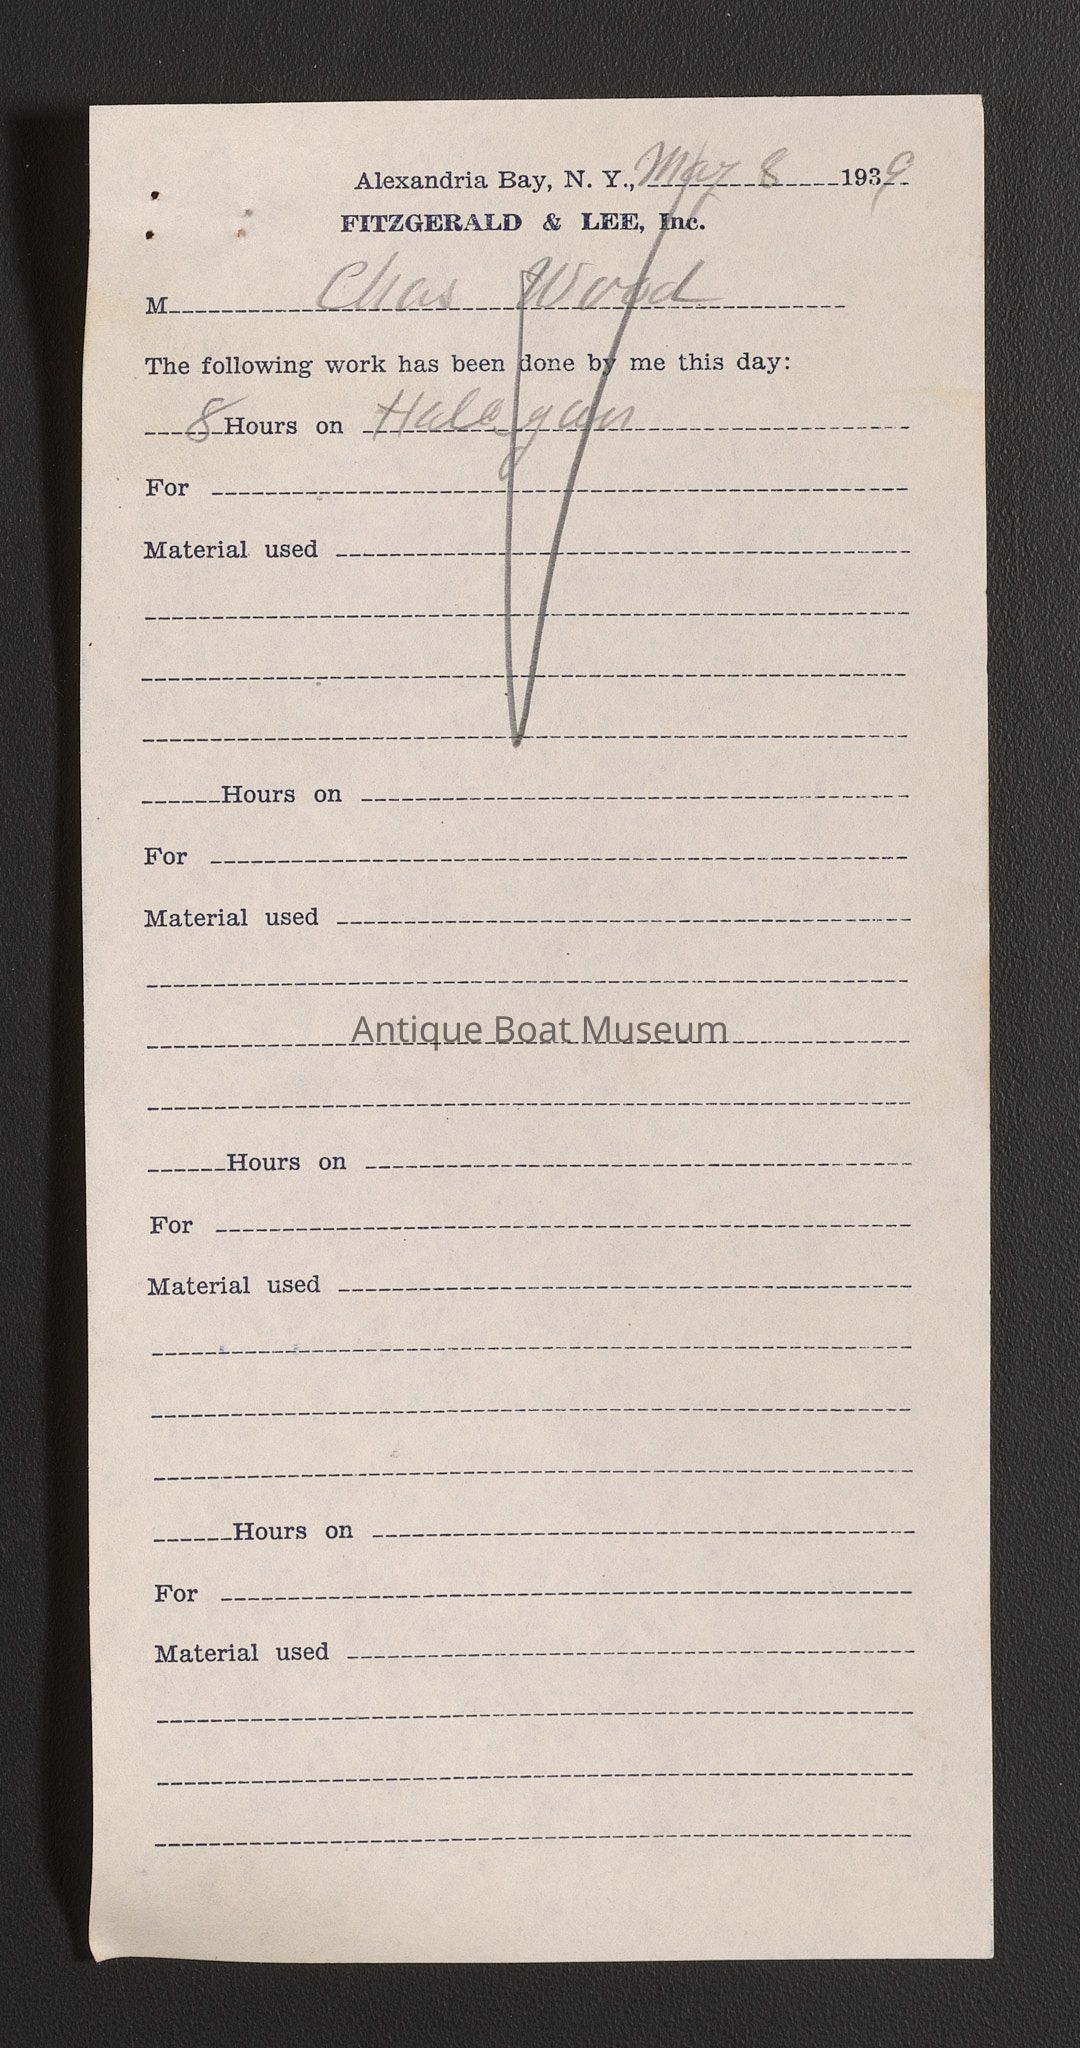 Alexandria Bay, N. Y., Mar 8 1939
FITZGERALD & LEE, Inc.
M Chas Wood
The following work has been done by me this day:
8 Hours on
For
Material used
Hours on
For
Material used
Antique Boat Museum
Hours on
For
Material used
Hours on
For
Material used